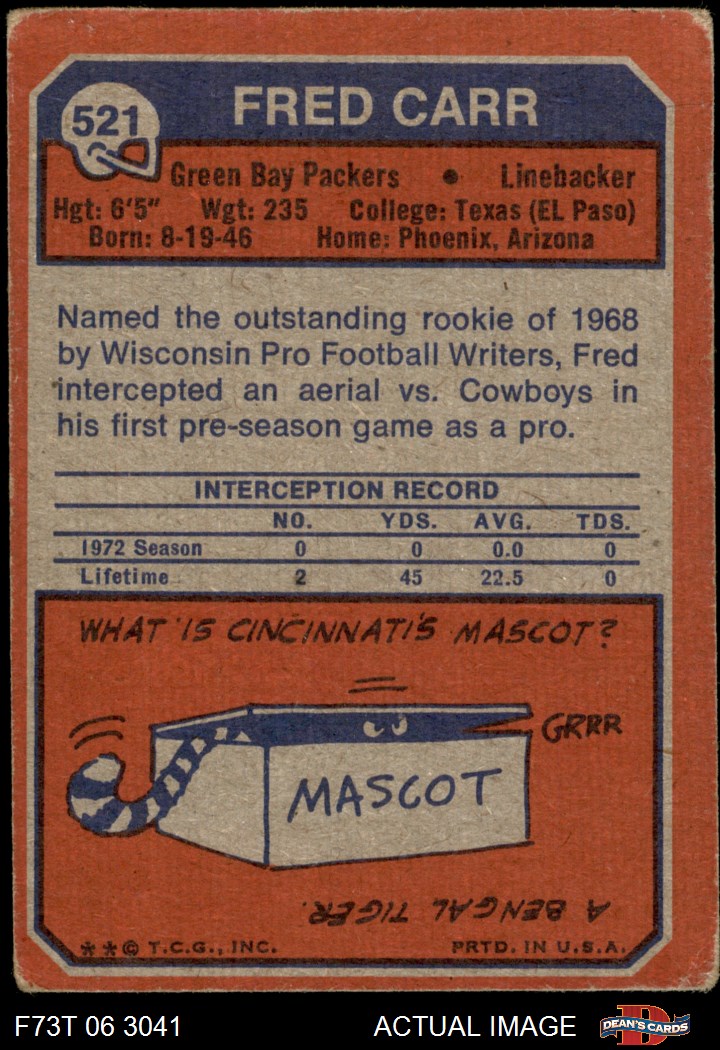 521
FRED CARR
Green Bay Packers • Linebacker
Hgt: 6'5" Wgt: 235 College: Texas (EL Paso)
Born: 8-19-46 Home: Phoenix, Arizona
Named the outstanding rookie of 1968
by Wisconsin Pro Football Writers, Fred
intercepted an aerial vs. Cowboys in
his first pre-season game as a pro.
INTERCEPTION RECORD
NO. YDS. AVG. TDS.
1972 Season 0 0 0.0 0
Lifetime 2 45 22.5 0
WHAT IS CINCINNATI'S MASCOT?
GRRR
MASCOT
A BENGAL TIGER.
**© T.C.G., INC. PRTD. IN U.S.A.
F73T 06 3041 ACTUAL IMAGE D DEAN'S CARDS